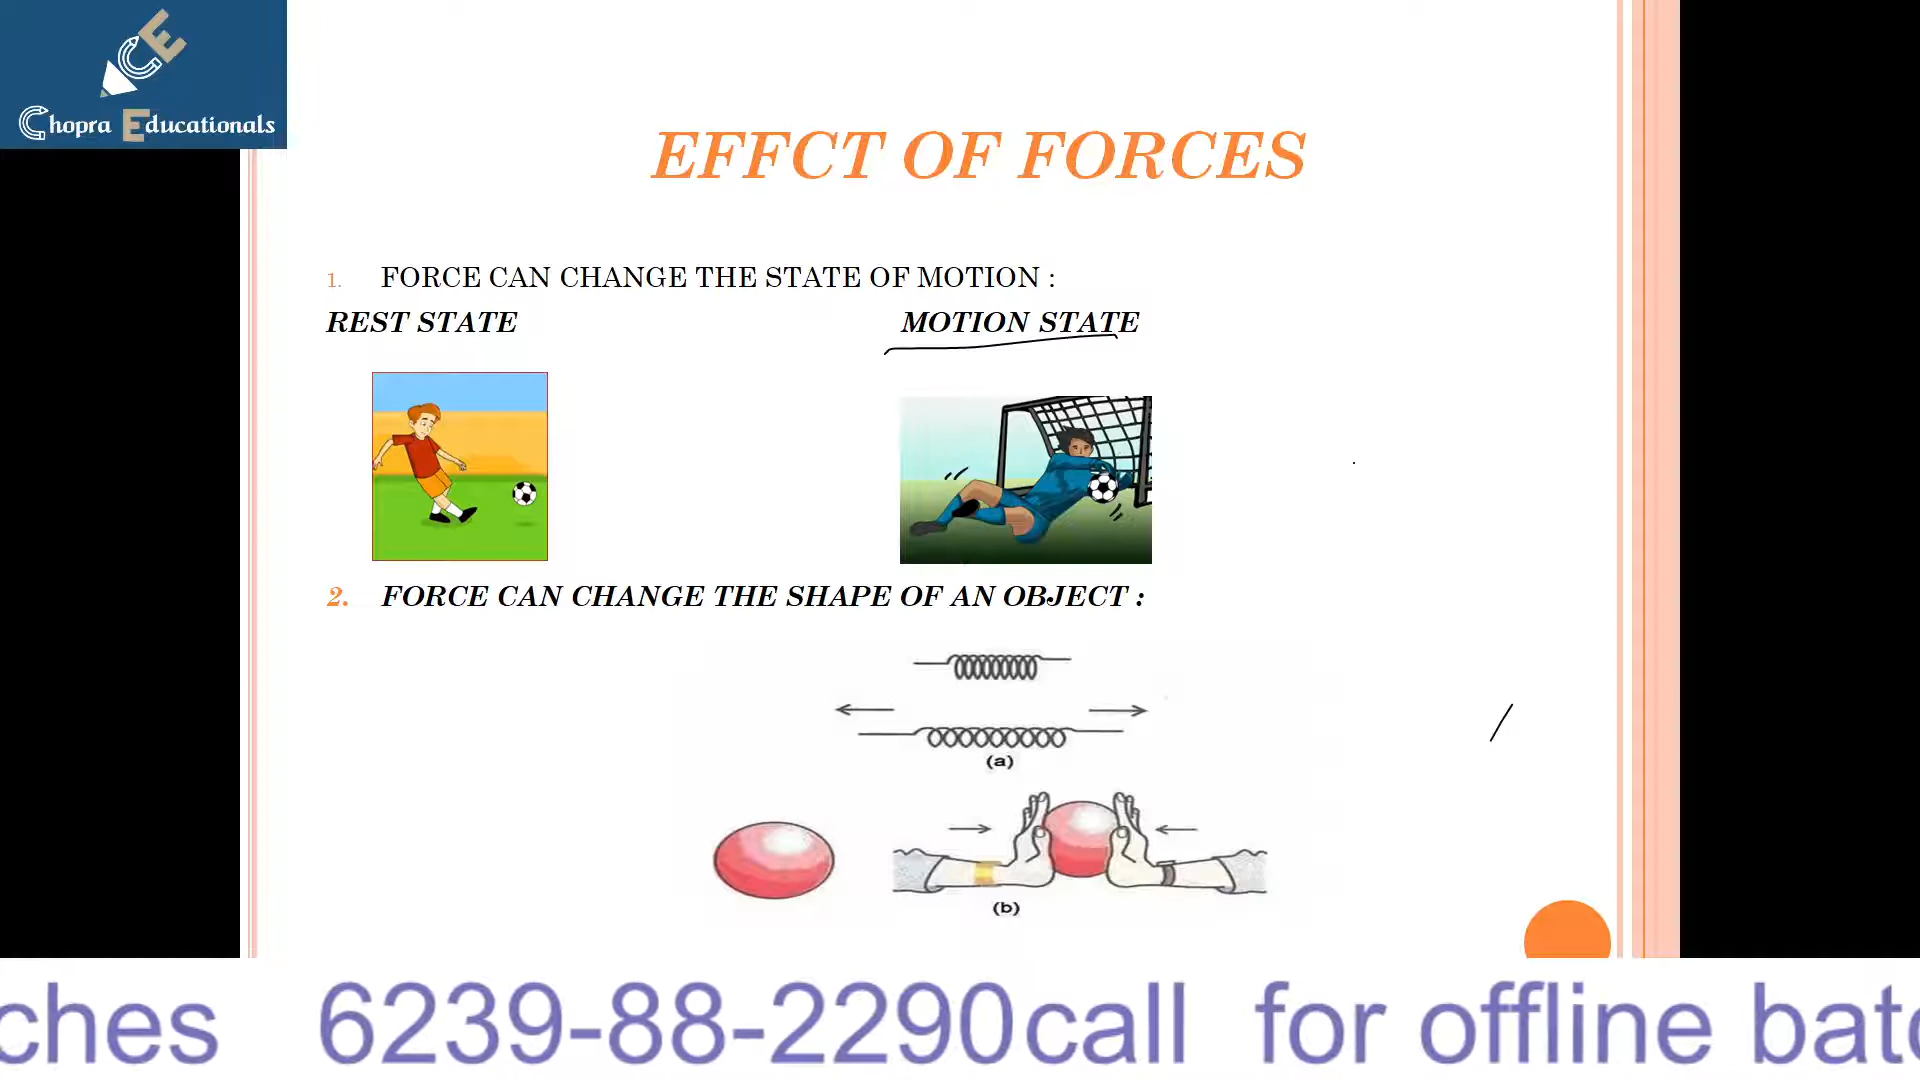 Chopra Educationals
EFFCT OF FORCES
1. FORCE CAN CHANGE THE STATE OF MOTION :
REST STATE
MOTION STATE
2. FORCE CAN CHANGE THE SHAPE OF AN OBJECT :
(a)
(b)
ches 6239-88-2290call for offline batc